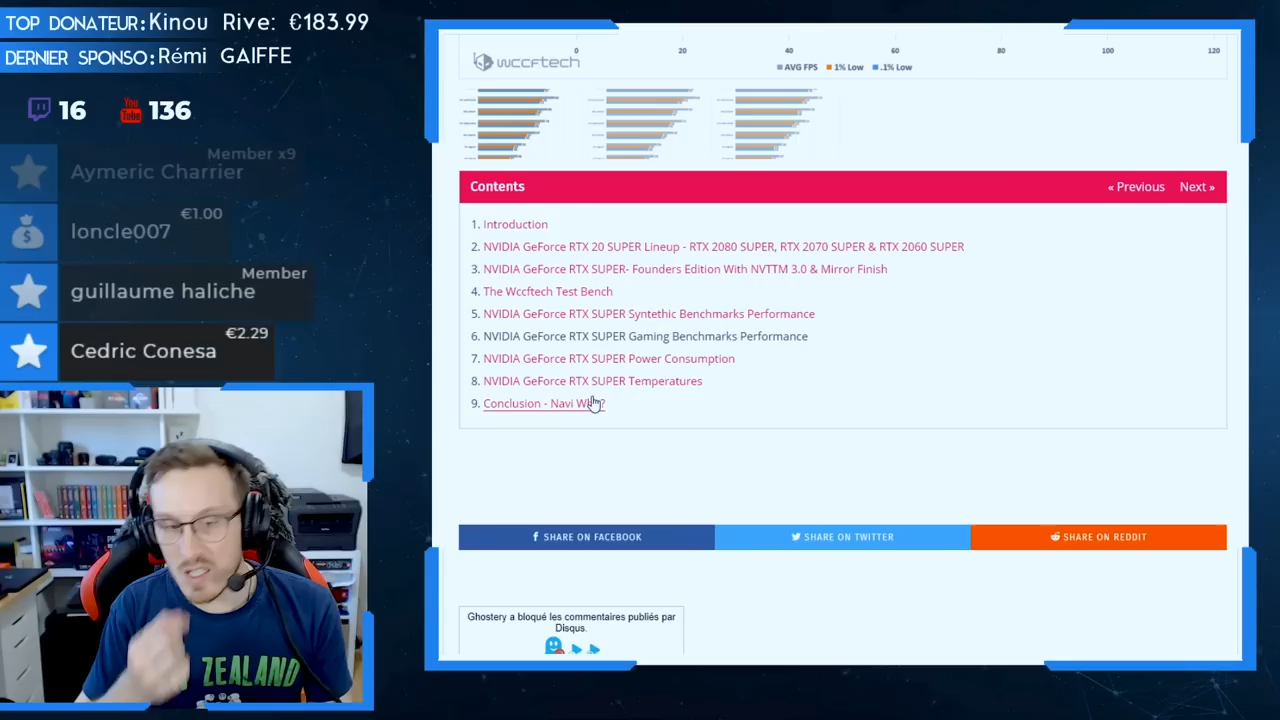 TOP DONATEUR:Kinou Rive: €183.99
DERNIER SPONSO:Rémi GAIFFE
16
You Tube 136
Member x9
Aymeric Charrier
€1.00
loncle007
Member
guillaume haliche
€2.29
Cedric Conesa
ZEALAND
wccftech
0 20 40 60 80 100 120
AVG FPS 1% Low .1% Low
Contents
« Previous Next »
1. Introduction
2. NVIDIA GeForce RTX 20 SUPER Lineup - RTX 2080 SUPER, RTX 2070 SUPER & RTX 2060 SUPER
3. NVIDIA GeForce RTX SUPER- Founders Edition With NVTTM 3.0 & Mirror Finish
4. The Wccftech Test Bench
5. NVIDIA GeForce RTX SUPER Syntethic Benchmarks Performance
6. NVIDIA GeForce RTX SUPER Gaming Benchmarks Performance
7. NVIDIA GeForce RTX SUPER Power Consumption
8. NVIDIA GeForce RTX SUPER Temperatures
9. Conclusion - Navi
SHARE ON FACEBOOK
SHARE ON TWITTER
SHARE ON REDDIT
Ghostery a bloqué les commentaires publiés par
Disqus.